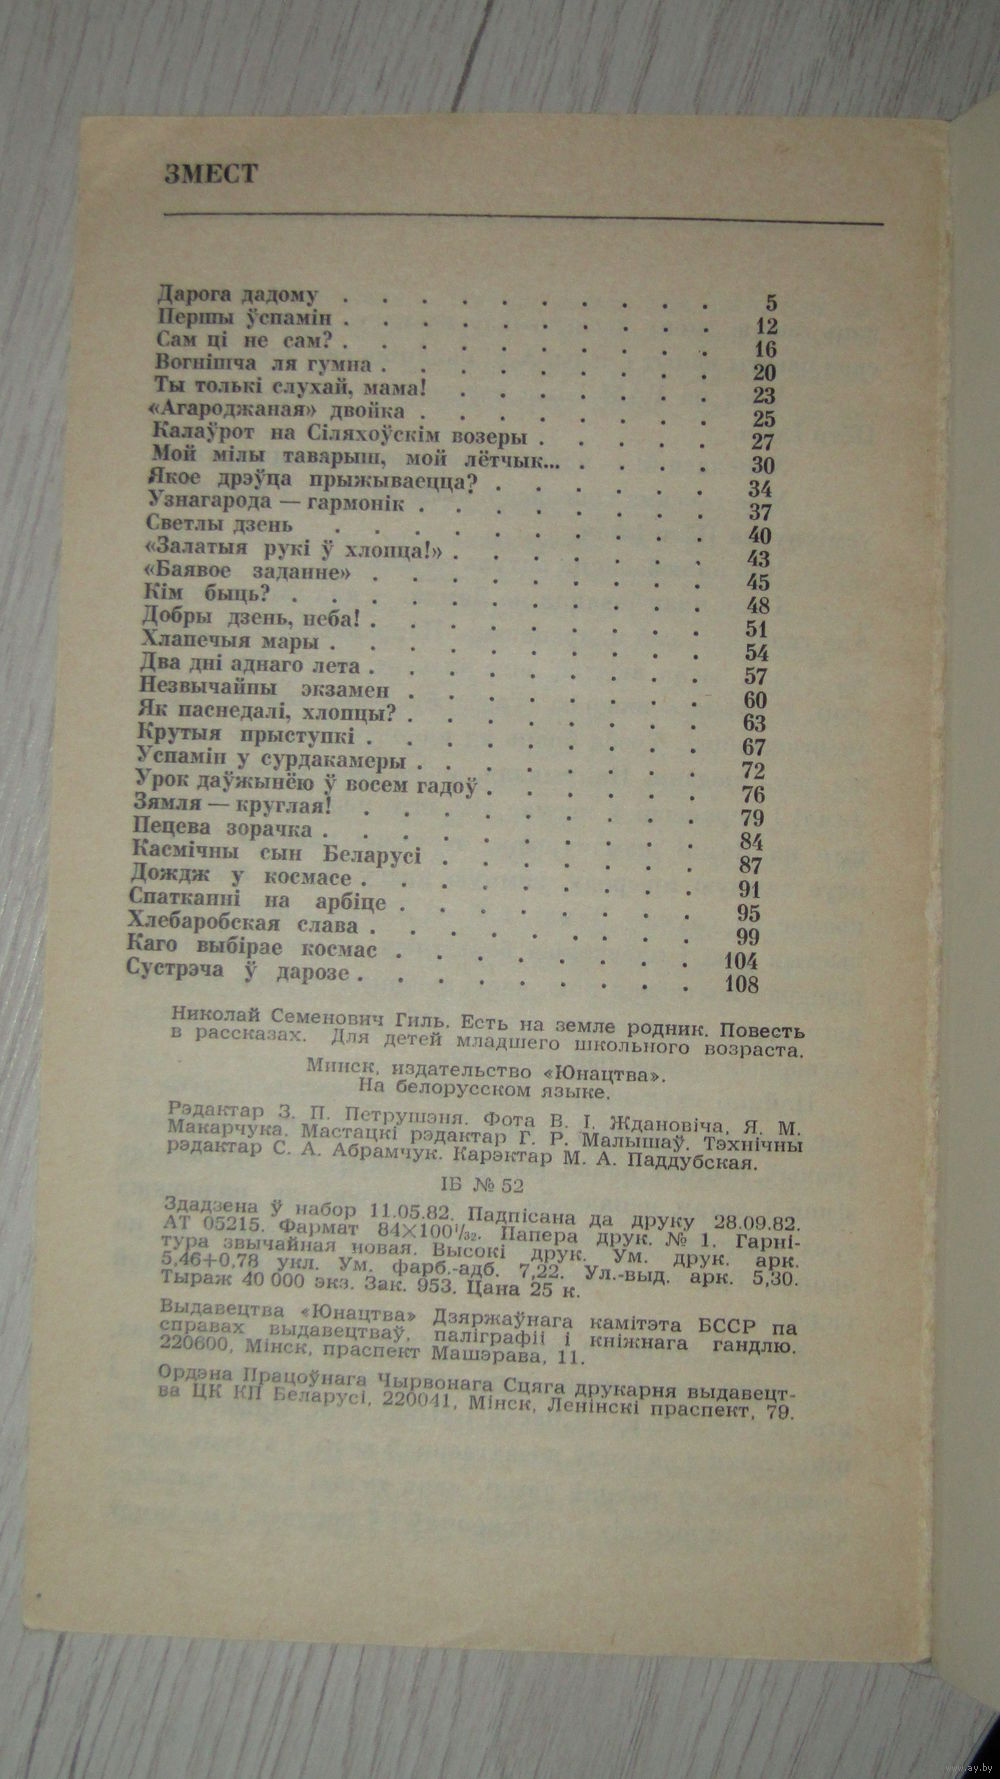 ЗМЕСТ
Дарога дадому . . . . . . . . . . 5
Першы ўспамін . . . . . . . . . . 12
Сам ці не сам? . . . . . . . . . . 16
Вогнішча ля гумна . . . . . . . . . 20
Ты толькі слухай, мама! . . . . . . . 23
«Агароджаная» двойка . . . . . . . . 25
Калаўрот на Сіляхоўскім возеры . . . . . 27
Мой мілы таварыш, мой лётчык... . . . . 30
Якое дрэўца прыжываецца? . . . . . . 34
Узнагарода — гармонік . . . . . . . . 37
Светлы дзень . . . . . . . . . . 40
«Залатыя рукі ў хлопца!» . . . . . . . 43
«Баявое заданне» . . . . . . . . . 45
Кім быць? . . . . . . . . . . . 48
Добры дзень, неба! . . . . . . . . . 51
Хлапечыя мары . . . . . . . . . . 54
Два дні аднаго лета . . . . . . . . . 57
Незвычайны экзамен . . . . . . . . 60
Як паснедалі, хлопцы? . . . . . . . . 63
Крутыя прыступкі . . . . . . . . . 67
Успамін у сурдакамеры . . . . . . . . 72
Урок даўжынёю ў восем гадоў . . . . . . 76
Зямля — круглая! . . . . . . . . . 79
Пецева зорачка . . . . . . . . . . 84
Касмічны сын Беларусі . . . . . . . 87
Дождж у космасе . . . . . . . . . 91
Спатканні на арбіце . . . . . . . . 95
Хлебаробская слава . . . . . . . . . 99
Каго выбірае космас . . . . . . . . 104
Сустрэча ў дарозе . . . . . . . . . 108
Николай Семенович Гиль. Есть на земле родник. Повесть
в рассказах. Для детей младшего школьного возраста.
Минск, издательство «Юнацтва».
На белорусском языке.
Рэдактар З. П. Петрушэня. Фота В. І. Ждановіча, Я. М.
Макарчука. Мастацкі рэдактар Г. Р. Малышаў. Тэхнічны
рэдактар С. А. Абрамчук. Карэктар М. А. Паддубская.
ІБ № 52
Здадзена ў набор 11.05.82. Падпісана да друку 28.09.82.
АТ 05215. Фармат 84×100¹/₃₂. Папера друк. № 1. Гарні-
тура звычайная новая. Высокі друк. Ум. друк. арк.
5,46+0,78 укл. Ум. фарб.-адб. 7,22. Ул.-выд. арк. 5,30.
Тыраж 40 000 экз. Зак. 953. Цана 25 к.
Выдавецтва «Юнацтва» Дзяржаўнага камітэта БССР па
справах выдавецтваў, паліграфіі і кніжнага гандлю.
220600, Мінск, праспект Машэрава, 11.
Ордэна Працоўнага Чырвонага Сцяга друкарня выдавецт-
ва ЦК КП Беларусі, 220041, Мінск, Ленінскі праспект, 79.
www.ay.by